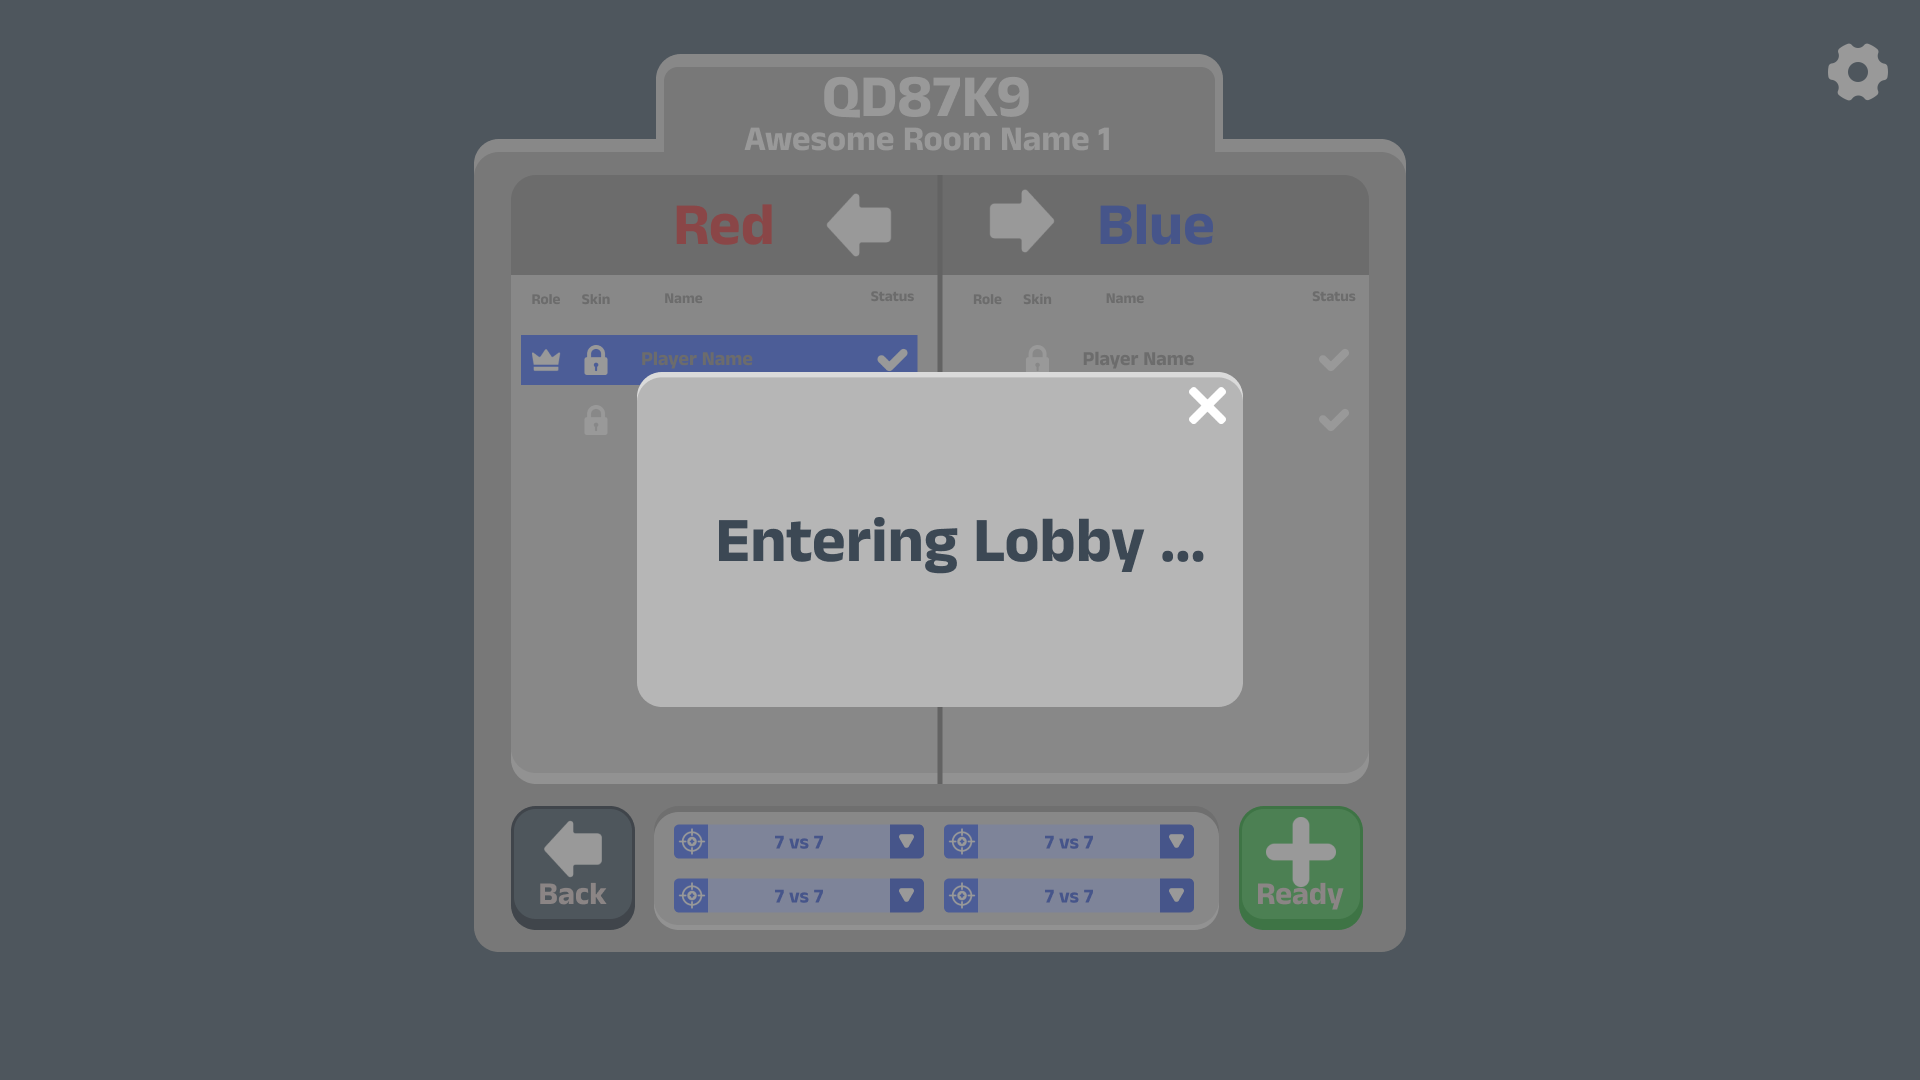 QD87K9
Awesome Room Name 1
Red
Blue
Role Skin Name Status
Role Skin Name Status
Player Name
Player Name
Entering Lobby ...
Back
7 vs 7
7 vs 7
7 vs 7
7 vs 7
Ready